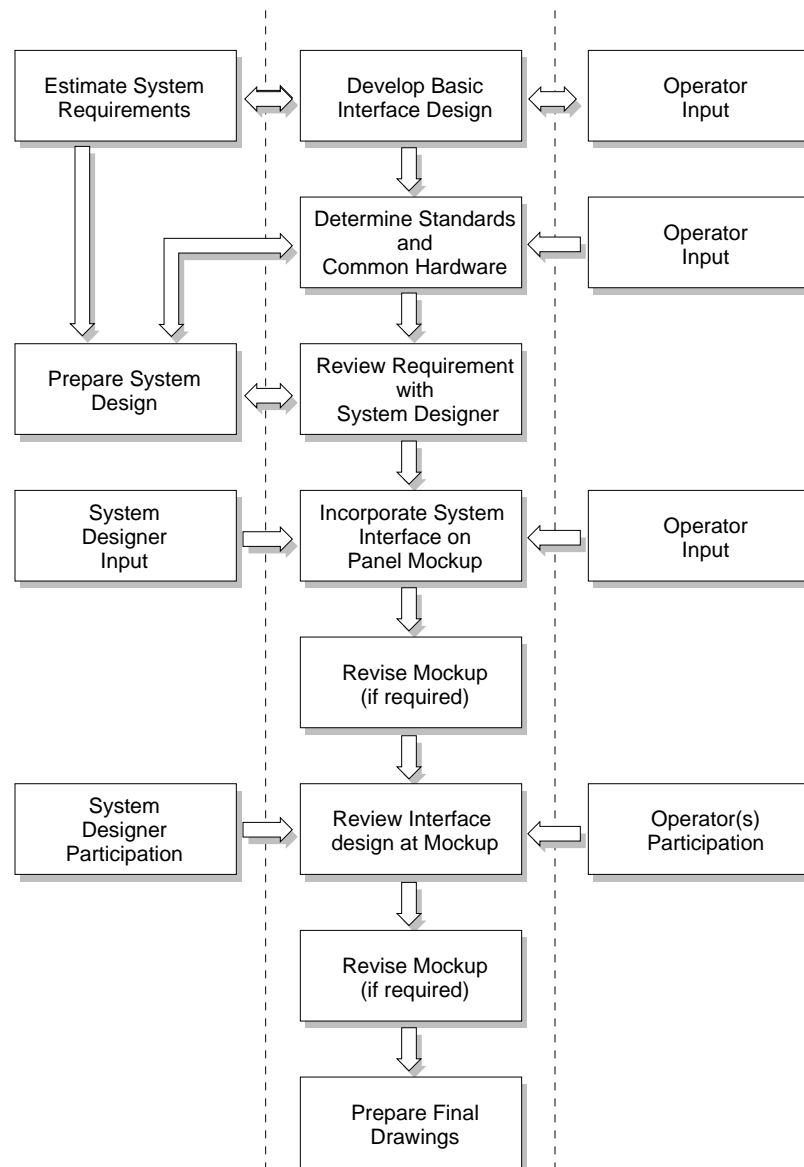 Estimate System
Requirements
Develop Basic
Interface Design
Operator
Input
Determine Standards
and
Common Hardware
Operator
Input
Prepare System
Design
Review Requirement
with
System Designer
System
Designer
Input
Incorporate System
Interface on
Panel Mockup
Operator
Input
Revise Mockup
(if required)
System
Designer
Participation
Review Interface
design at Mockup
Operator(s)
Participation
Revise Mockup
(if required)
Prepare Final
Drawings